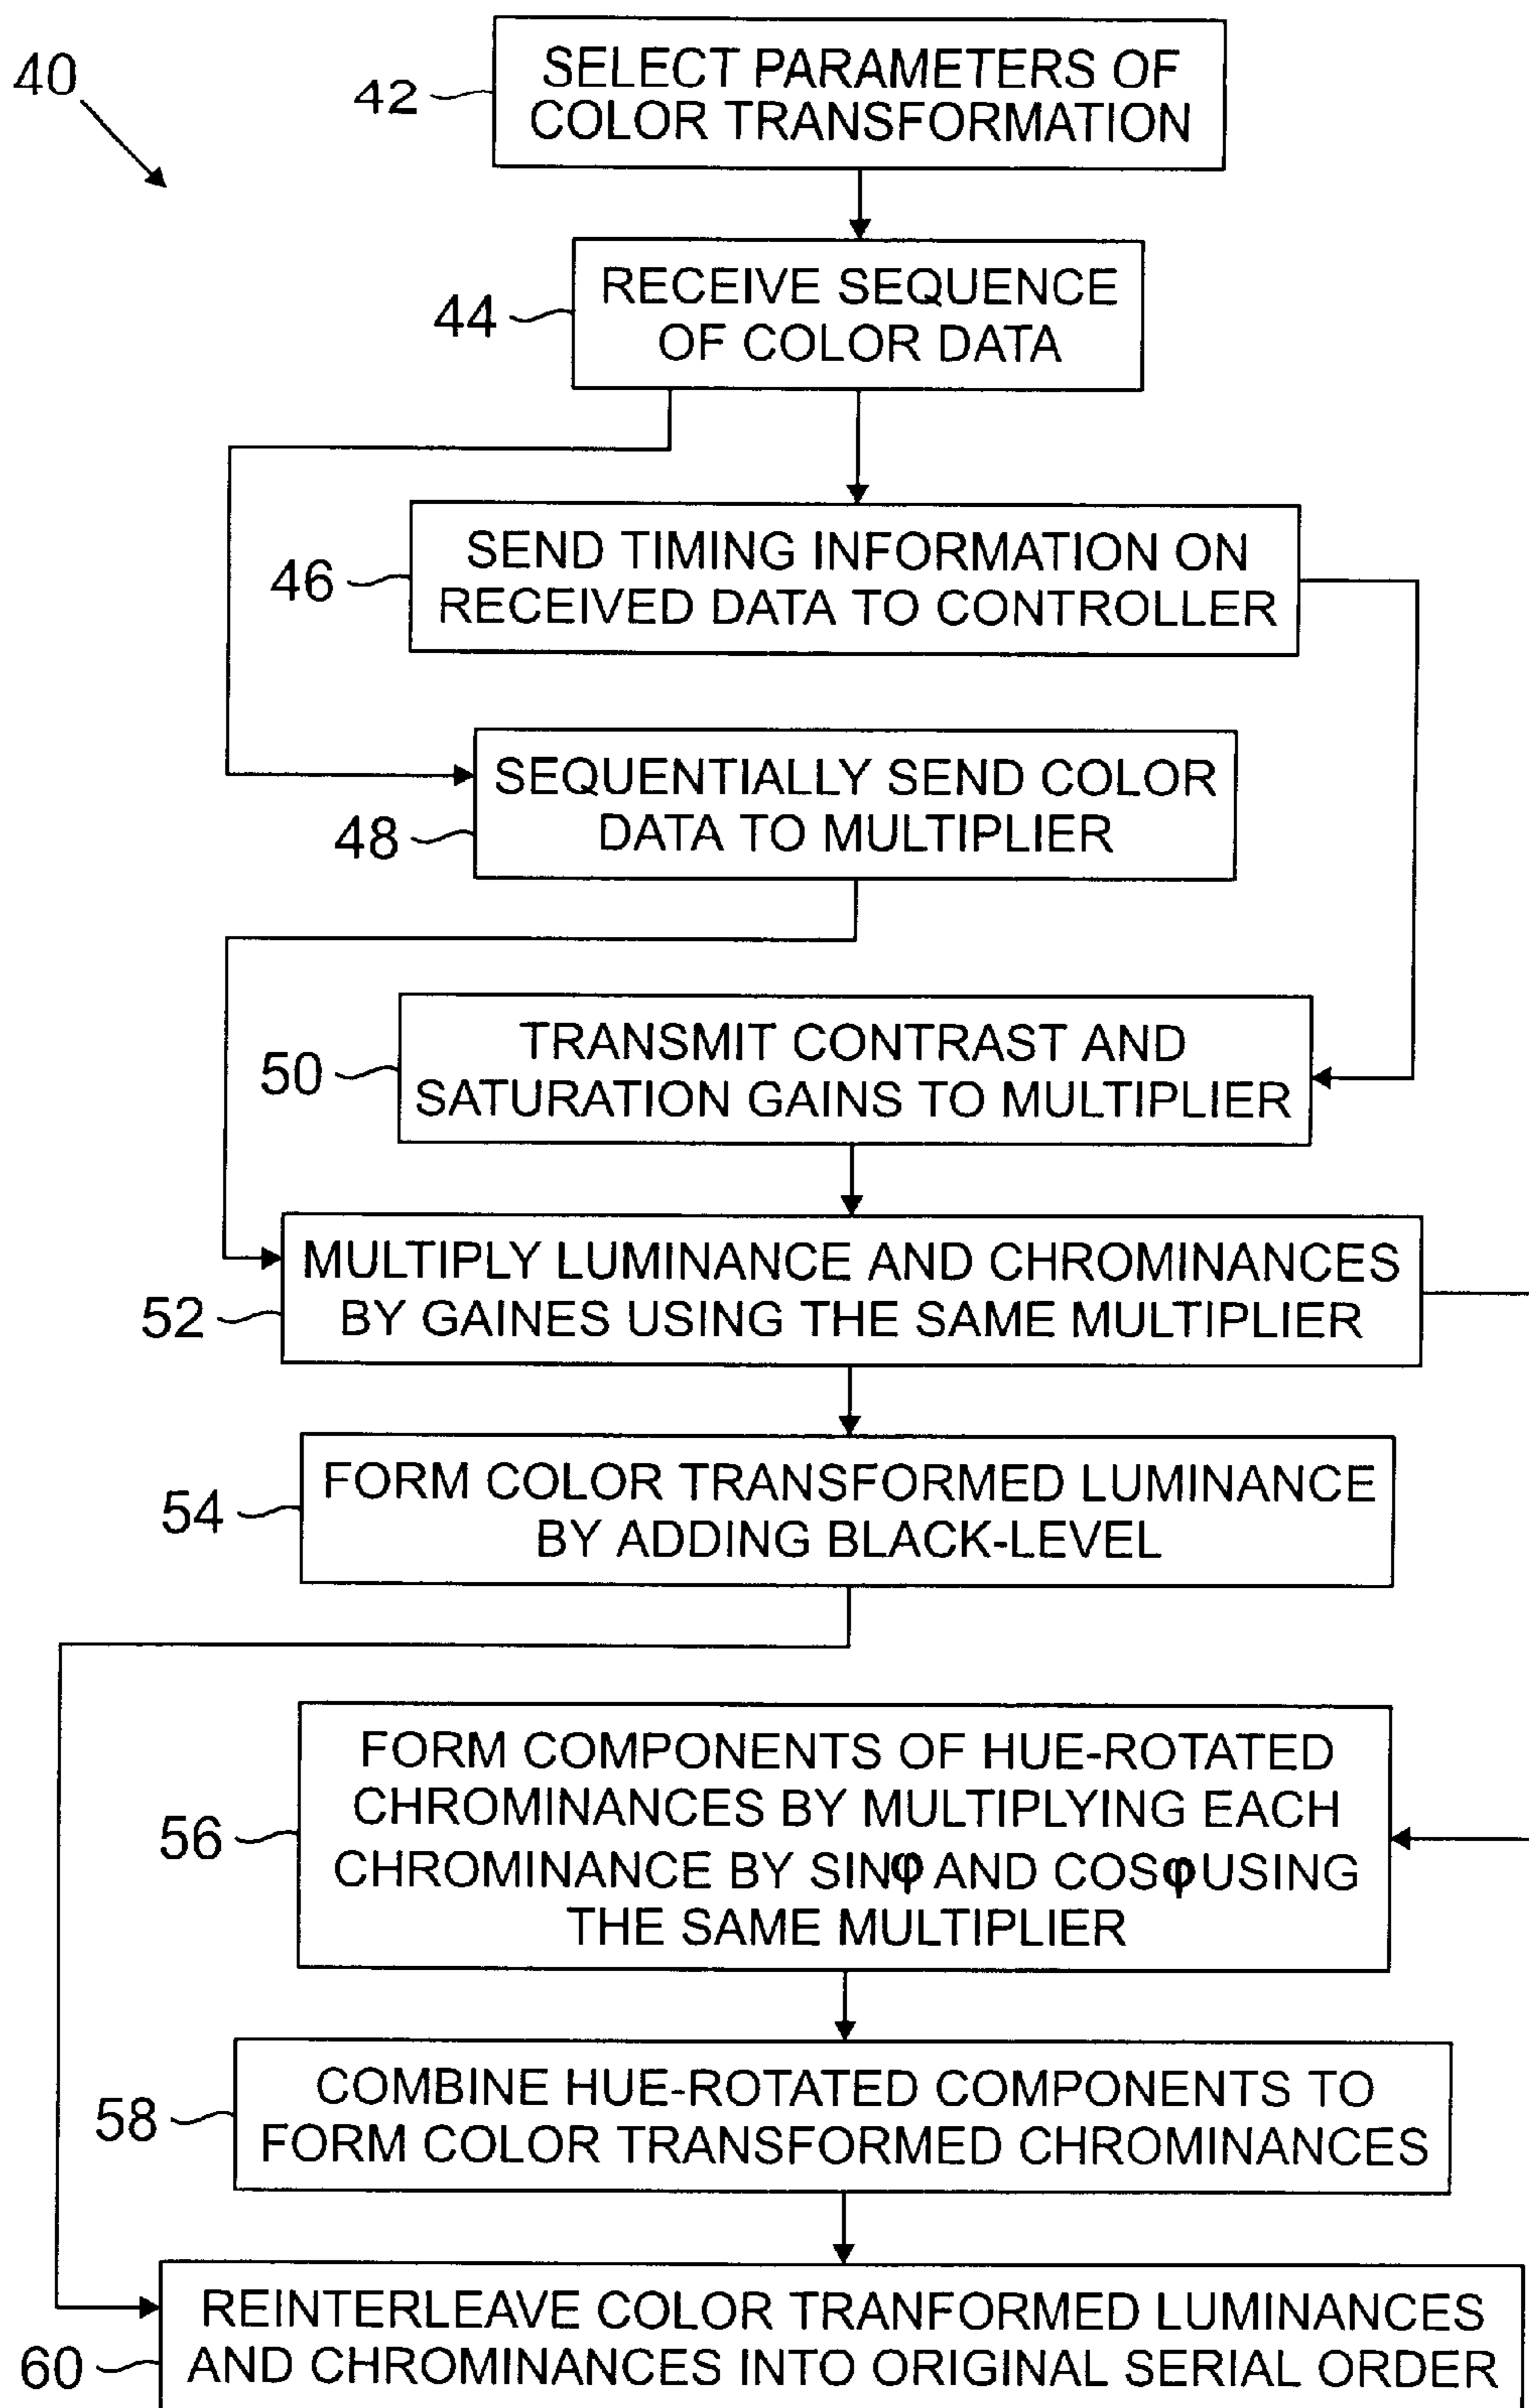 40
42
SELECT PARAMETERS OF
COLOR TRANSFORMATION
44
RECEIVE SEQUENCE
OF COLOR DATA
46
SEND TIMING INFORMATION ON
RECEIVED DATA TO CONTROLLER
48
SEQUENTIALLY SEND COLOR
DATA TO MULTIPLIER
50
TRANSMIT CONTRAST AND
SATURATION GAINS TO MULTIPLIER
52
MULTIPLY LUMINANCE AND CHROMINANCES
BY GAINES USING THE SAME MULTIPLIER
54
FORM COLOR TRANSFORMED LUMINANCE
BY ADDING BLACK-LEVEL
56
FORM COMPONENTS OF HUE-ROTATED
CHROMINANCES BY MULTIPLYING EACH
CHROMINANCE BY SINφ AND COSφ USING
THE SAME MULTIPLIER
58
COMBINE HUE-ROTATED COMPONENTS TO
FORM COLOR TRANSFORMED CHROMINANCES
60
REINTERLEAVE COLOR TRANFORMED LUMINANCES
AND CHROMINANCES INTO ORIGINAL SERIAL ORDER